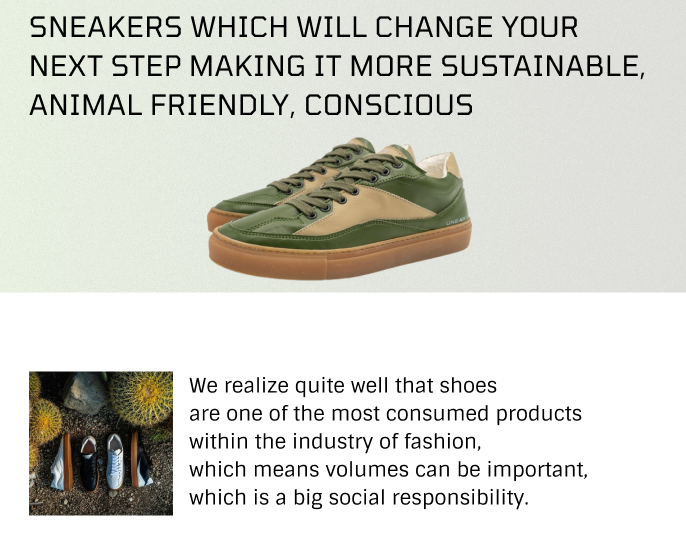 SNEAKERS WHICH WILL CHANGE YOUR
NEXT STEP MAKING IT MORE SUSTAINABLE,
ANIMAL FRIENDLY, CONSCIOUS
We realize quite well that shoes
are one of the most consumed products
within the industry of fashion,
which means volumes can be important,
which is a big social responsibility.